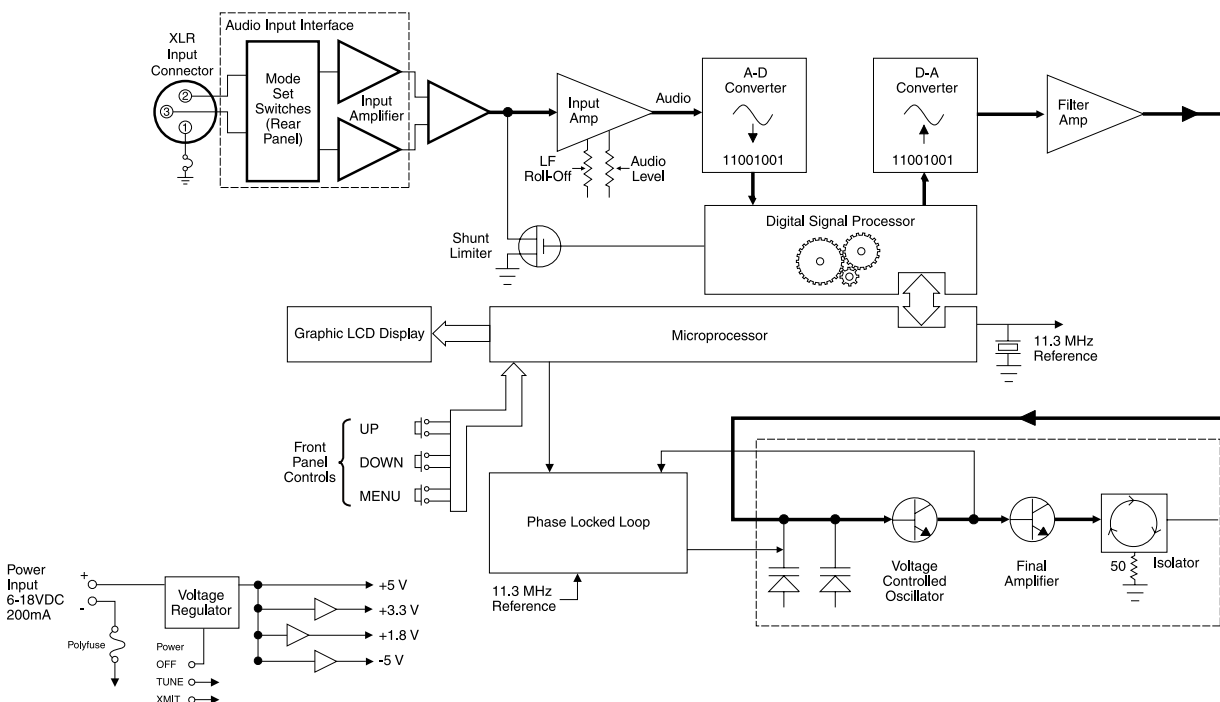 Audio Input Interface
XLR
Input
Connector
2
3
1
Mode
Set
Switches
(Rear
Panel)
Input
Amplifier
Input
Amp
LF
Roll-Off
Audio
Level
Audio
A-D
Converter
11001001
D-A
Converter
11001001
Filter
Amp
Shunt
Limiter
Digital Signal Processor
Graphic LCD Display
Microprocessor
11.3 MHz
Reference
Front
Panel
Controls
UP
DOWN
MENU
Phase Locked Loop
11.3 MHz
Reference
Voltage
Controlled
Oscillator
Final
Amplifier
50
Isolator
Power
Input
6-18VDC
200mA
+
-
Polyfuse
Voltage
Regulator
Power
OFF
TUNE
XMIT
+5 V
+3.3 V
+1.8 V
-5 V